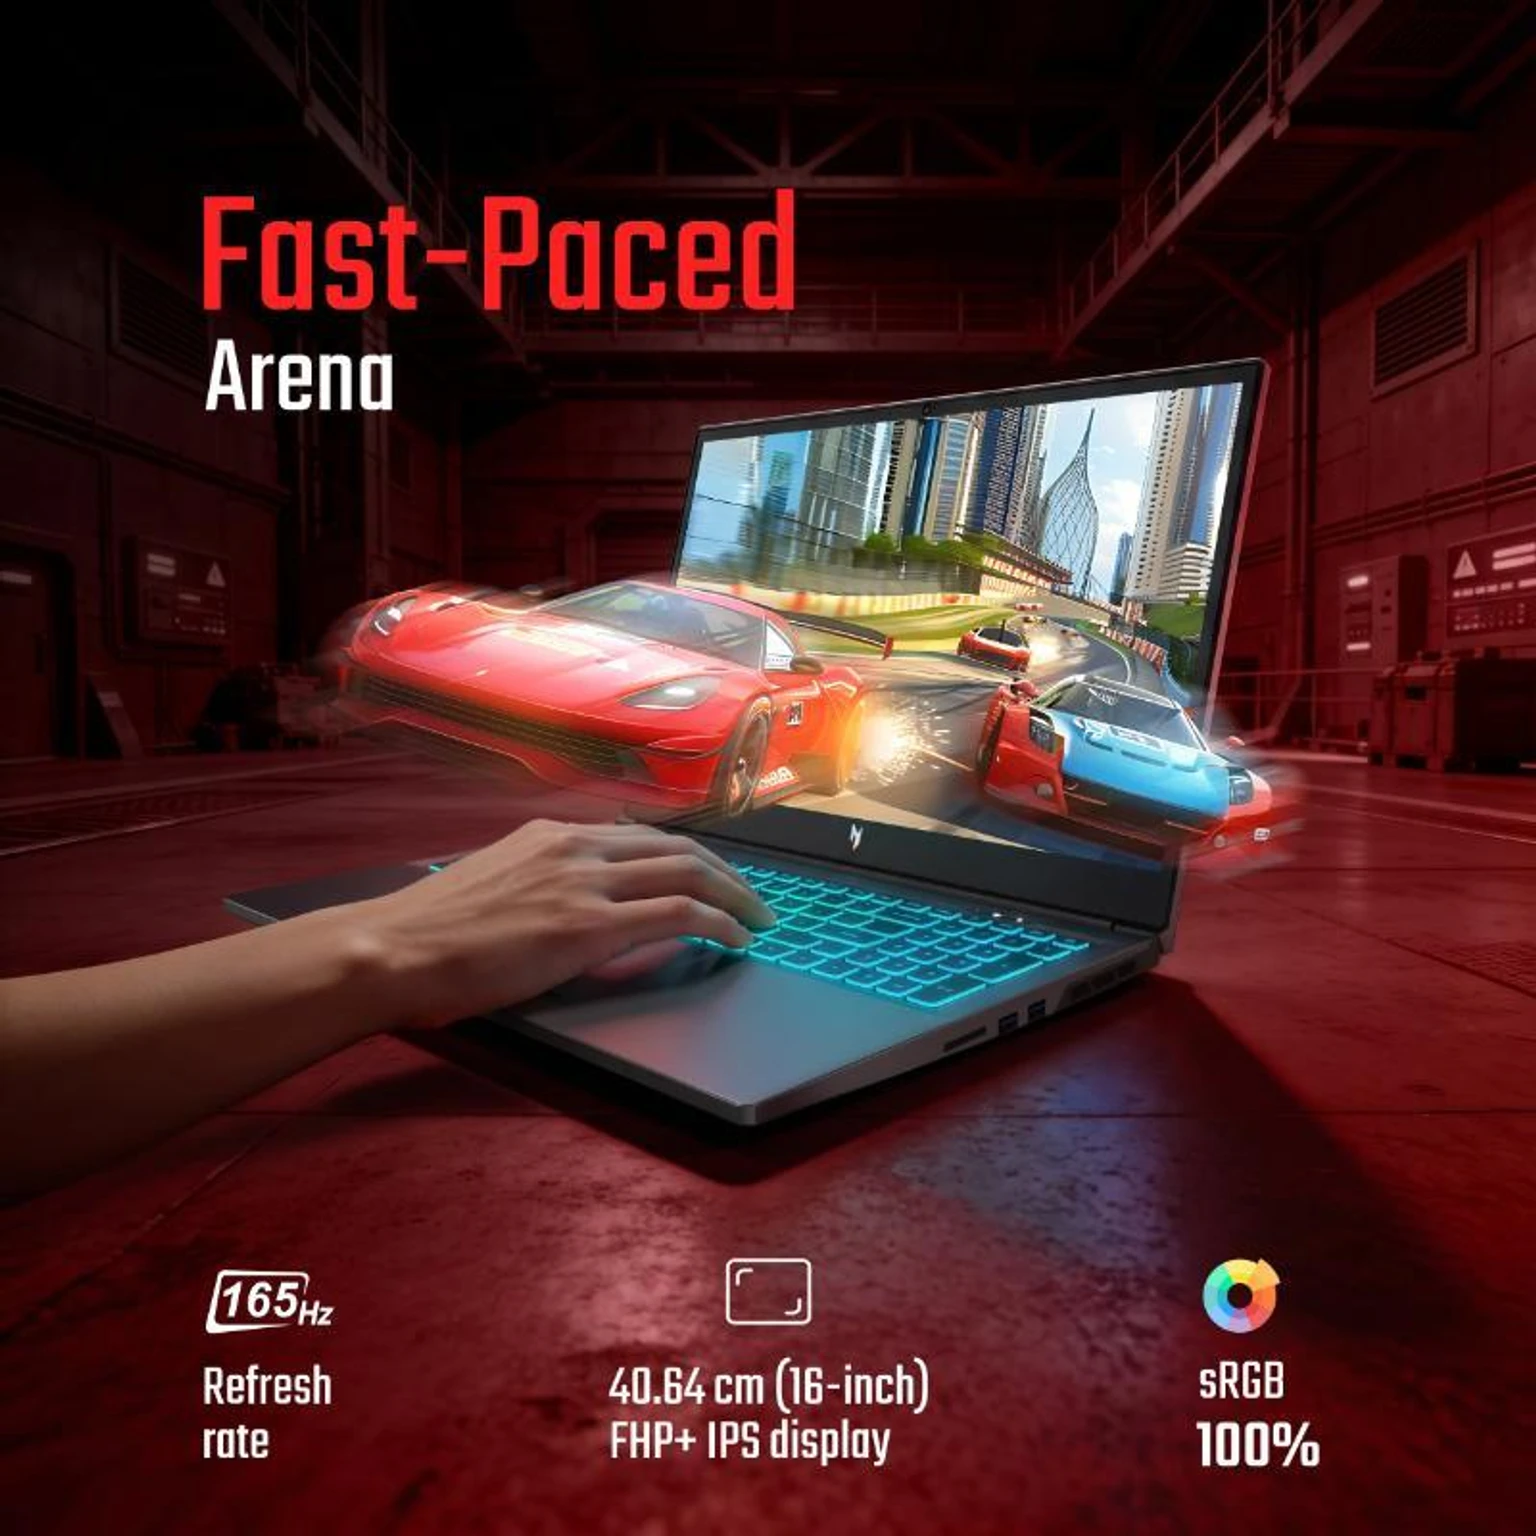 Fast-Paced
Arena
165Hz
Refresh
rate
40.64 cm (16-inch)
FHP+ IPS display
sRGB
100%